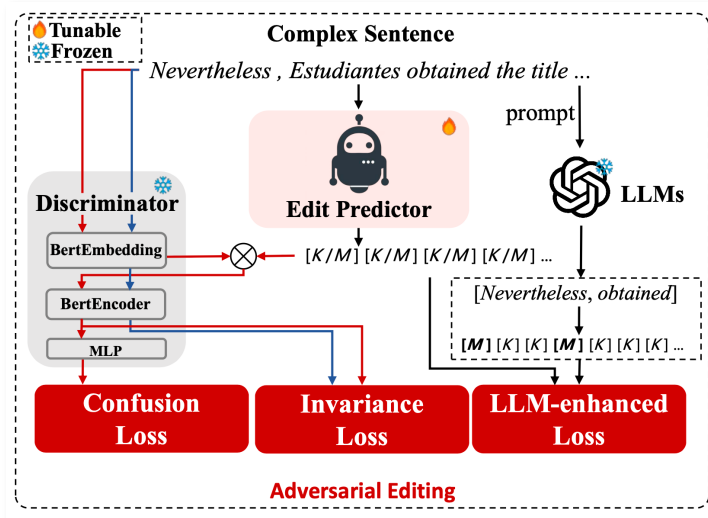 Tunable
Frozen
Complex Sentence
Nevertheless , Estudiantes obtained the title ...
prompt
Discriminator
Edit Predictor
LLMs
BertEmbedding
[K/M] [K/M] [K/M] [K/M] ...
BertEncoder
[Nevertheless, obtained]
MLP
[M] [K] [K] [M] [K] [K] [K] ...
Confusion
Loss
Invariance
Loss
LLM-enhanced
Loss
Adversarial Editing